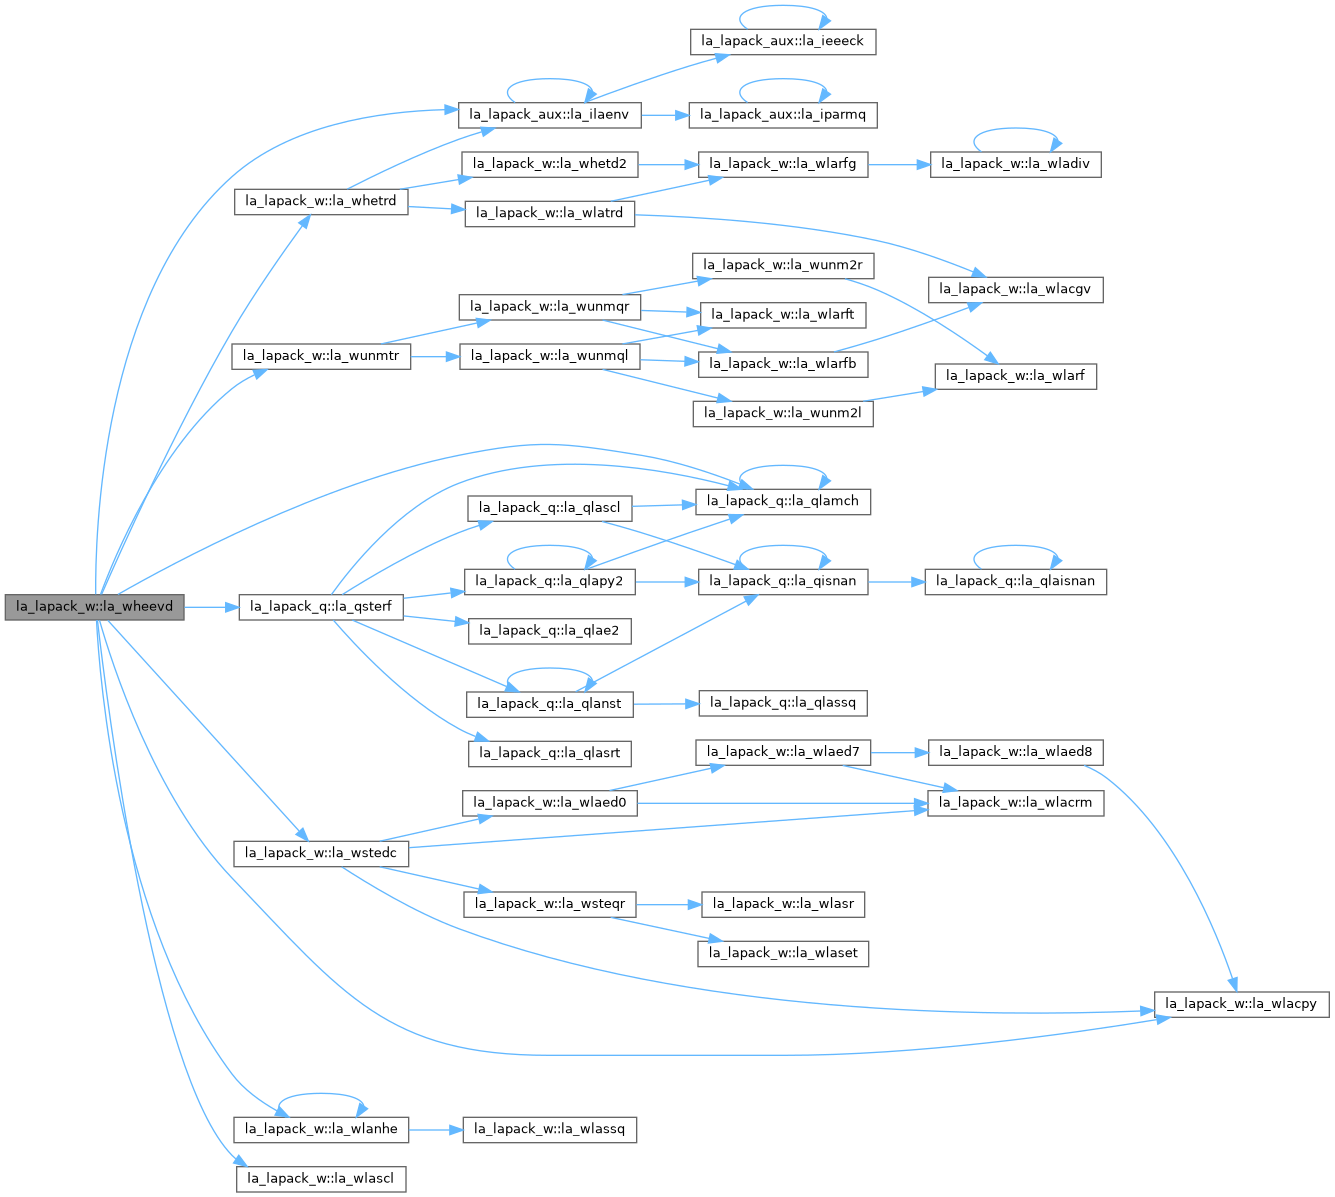 la_lapack_aux::la_ieeeck
la_lapack_aux::la_ilaenv
la_lapack_aux::la_iparmq
la_lapack_w::la_whetd2
la_lapack_w::la_wlarfg
la_lapack_w::la_wladiv
la_lapack_w::la_whetrd
la_lapack_w::la_wlatrd
la_lapack_w::la_wunm2r
la_lapack_w::la_wlacgv
la_lapack_w::la_wunmqr
la_lapack_w::la_wlarft
la_lapack_w::la_wunmtr
la_lapack_w::la_wunmql
la_lapack_w::la_wlarfb
la_lapack_w::la_wlarf
la_lapack_w::la_wunm2l
la_lapack_q::la_qlamch
la_lapack_q::la_qlascl
la_lapack_q::la_qlapy2
la_lapack_q::la_qisnan
la_lapack_q::la_qlaisnan
la_lapack_w::la_wheevd
la_lapack_q::la_qsterf
la_lapack_q::la_qlae2
la_lapack_q::la_qlanst
la_lapack_q::la_qlassq
la_lapack_q::la_qlasrt
la_lapack_w::la_wlaed7
la_lapack_w::la_wlaed8
la_lapack_w::la_wlaed0
la_lapack_w::la_wlacrm
la_lapack_w::la_wstedc
la_lapack_w::la_wsteqr
la_lapack_w::la_wlasr
la_lapack_w::la_wlaset
la_lapack_w::la_wlacpy
la_lapack_w::la_wlanhe
la_lapack_w::la_wlassq
la_lapack_w::la_wlascl